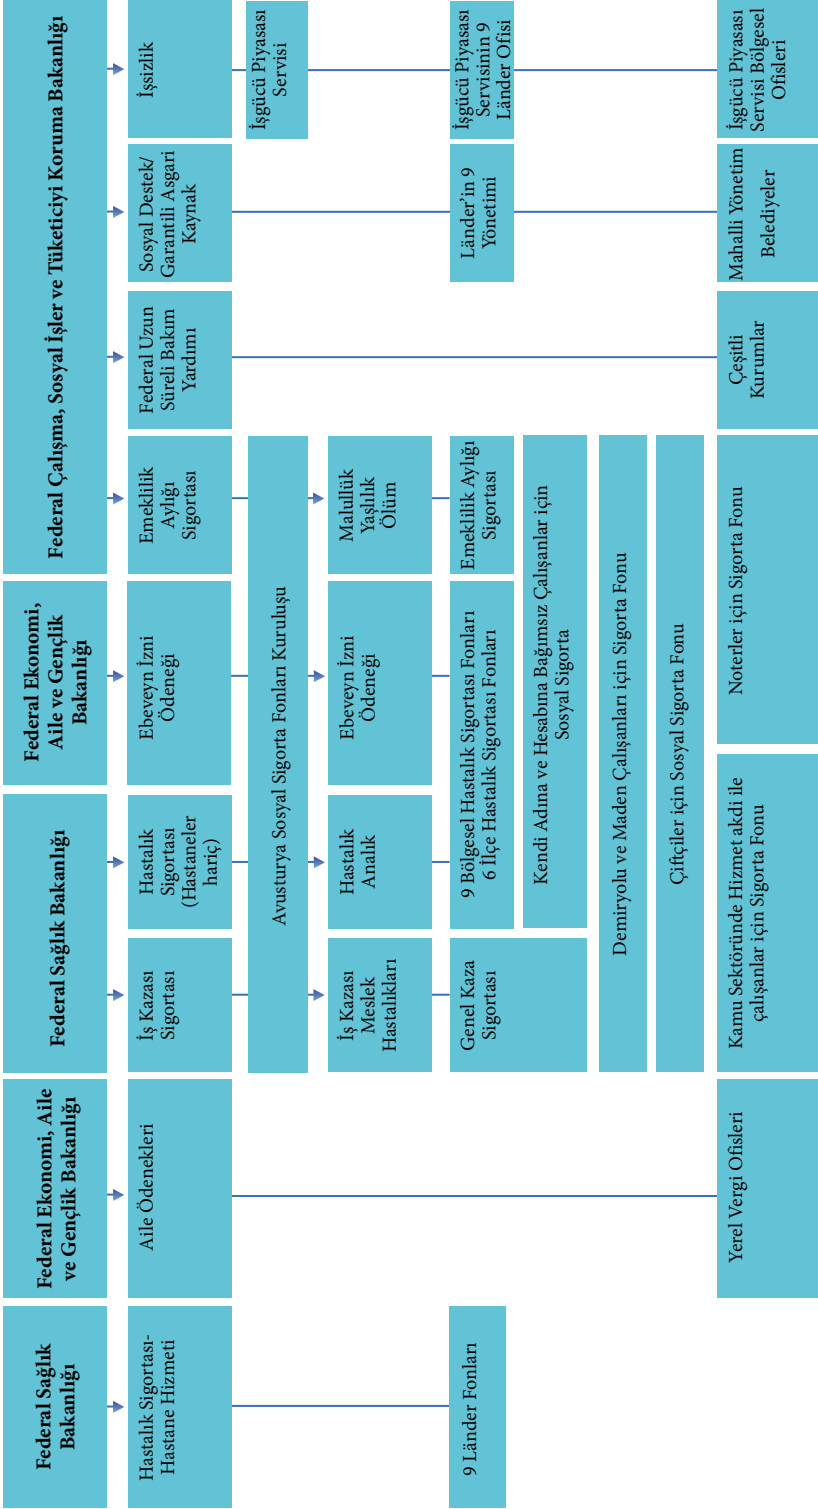 Federal Sağlık
Bakanlığı
Federal Ekonomi, Aile
ve Gençlik Bakanlığı
Federal Sağlık Bakanlığı
Federal Ekonomi,
Aile ve Gençlik
Bakanlığı
Federal Çalışma, Sosyal İşler ve Tüketiciyi Koruma Bakanlığı
Hastalık Sigortası-
Hastane Hizmeti
Aile Ödenekleri
İş Kazası
Sigortası
Hastalık
Sigortası
(Hastaneler
hariç)
Ebeveyn İzni
Ödeneği
Emeklilik
Aylığı
Sigortası
Federal Uzun
Süreli Bakım
Yardımı
Sosyal Destek/
Garantili Asgari
Kaynak
İşsizlik
Avusturya Sosyal Sigorta Fonları Kuruluşu
İşgücü Piyasası
Servisi
İş Kazası
Meslek
Hastalıkları
Hastalık
Analık
Ebeveyn İzni
Ödeneği
Malullük
Yaşlılık
Ölüm
9 Länder Fonları
Genel Kaza
Sigortası
9 Bölgesel Hastalık Sigortası Fonları
6 İlçe Hastalık Sigortası Fonları
Emeklilik Aylığı
Sigortası
Länder’in 9
Yönetimi
İşgücü Piyasası
Servisinin 9
Länder Ofisi
Kendi Adına ve Hesabına Bağımsız Çalışanlar için
Sosyal Sigorta
Demiryolu ve Maden Çalışanları için Sigorta Fonu
Çiftçiler için Sosyal Sigorta Fonu
Yerel Vergi Ofisleri
Kamu Sektöründe Hizmet akdi ile
çalışanlar için Sigorta Fonu
Noterler için Sigorta Fonu
Çeşitli
Kurumlar
Mahalli Yönetim
Belediyeler
İşgücü Piyasası
Servisi Bölgesel
Ofisleri